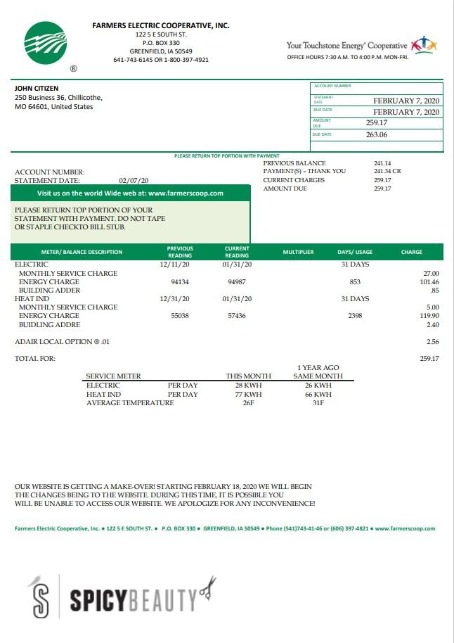 FARMERS ELECTRIC COOPERATIVE, INC.
122 S E SOUTH ST.
P.O. BOX 330
GREENFIELD, IA 50549
641-743-6145 OR 1-800-397-4921
Your Touchstone Energy® Cooperative
OFFICE HOURS 7:30 A.M. TO 4:00 P.M. MON-FRI.
®
JOHN CITIZEN
250 Business 36, Chillicothe,
MO 64601, United States
ACCOUNT NUMBER
STATEMENT DATE FEBRUARY 7, 2020
DUE DATE FEBRUARY 7, 2020
AMOUNT DUE 259.17
DUE DATE 263.06
PLEASE RETURN TOP PORTION WITH PAYMENT
PREVIOUS BALANCE 241.14
PAYMENT(S) - THANK YOU 241.34 CR
CURRENT CHARGES 259.17
AMOUNT DUE 259.17
ACCOUNT NUMBER:
STATEMENT DATE: 02/07/20
Visit us on the world Wide web at: www.farmerscoop.com
PLEASE RETURN TOP PORTION OF YOUR
STATEMENT WITH PAYMENT. DO NOT TAPE
OR STAPLE CHECKTO BILL STUB.
METER/ BALANCE DESCRIPTION PREVIOUS READING CURRENT READING MULTIPLIER DAYS/ USAGE CHARGE
ELECTRIC 12/11/20 01/31/20 31 DAYS
MONTHLY SERVICE CHARGE 27.00
ENERGY CHARGE 94134 94987 853 101.46
BUILDING ADDER .85
HEAT IND 12/31/20 01/31/20 31 DAYS
MONTHLY SERVICE CHARGE 5.00
ENERGY CHARGE 55038 57436 2398 119.90
BUIDLING ADDRE 2.40
ADAIR LOCAL OPTION @ .01 2.56
TOTAL FOR: 259.17
1 YEAR AGO
SERVICE METER THIS MONTH SAME MONTH
ELECTRIC PER DAY 28 KWH 26 KWH
HEAT IND PER DAY 77 KWH 66 KWH
AVERAGE TEMPERATURE 26F 31F
OUR WEBSITE IS GETTING A MAKE-OVER! STARTING FEBRUARY 18, 2020 WE WILL BEGIN
THE CHANGES BEING TO THE WEBSITE. DURING THIS TIME, IT IS POSSIBLE YOU
WILL BE UNABLE TO ACCESS OUR WEBSITE. WE APOLOGIZE FOR ANY INCONVENIENCE!
Farmers Electric Cooperative, Inc. • 122 S E SOUTH ST. • P.O. BOX 330 • GREENFIELD, IA 50549 • Phone (541)743-41-46 or (606) 397-4821 • www.farmerscoop.com
S SPICYBEAUTY